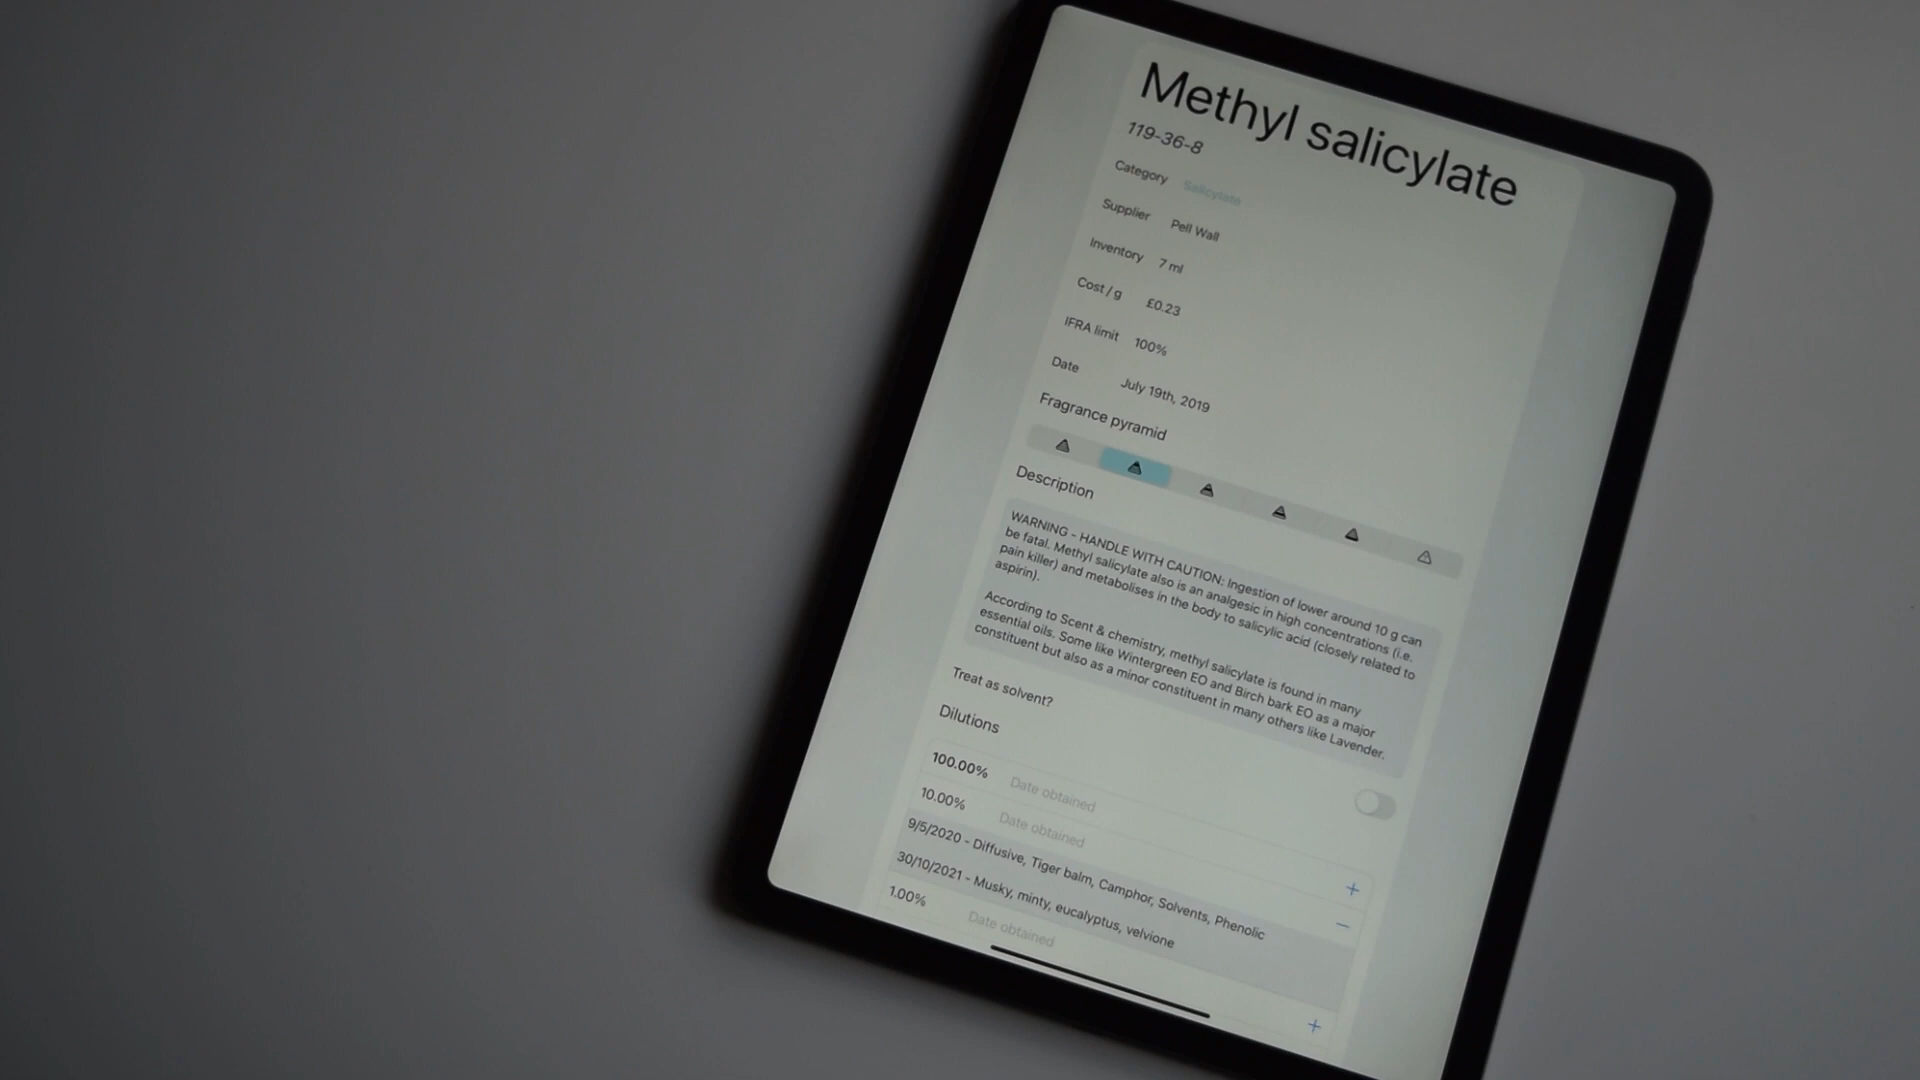 Methyl salicylate
119-36-8
Category Salicylate
Supplier Pell Wall
Inventory 7 ml
Cost / g £0.23
IFRA limit 100%
Date July 19th, 2019
Fragrance pyramid
Description
WARNING - HANDLE WITH CAUTION: Ingestion of lower around 10 g can
be fatal. Methyl salicylate also is an analgesic in high concentrations (i.e.
pain killer) and metabolises in the body to salicylic acid (closely related to
aspirin).
According to Scent & chemistry, methyl salicylate is found in many
essential oils. Some like Wintergreen EO and Birch bark EO as a major
constituent but also as a minor constituent in many others like Lavender.
Treat as solvent?
Dilutions
100.00% Date obtained
+
10.00% Date obtained
−
9/5/2020 - Diffusive, Tiger balm, Camphor, Solvents, Phenolic
30/10/2021 - Musky, minty, eucalyptus, velvione
1.00% Date obtained
+